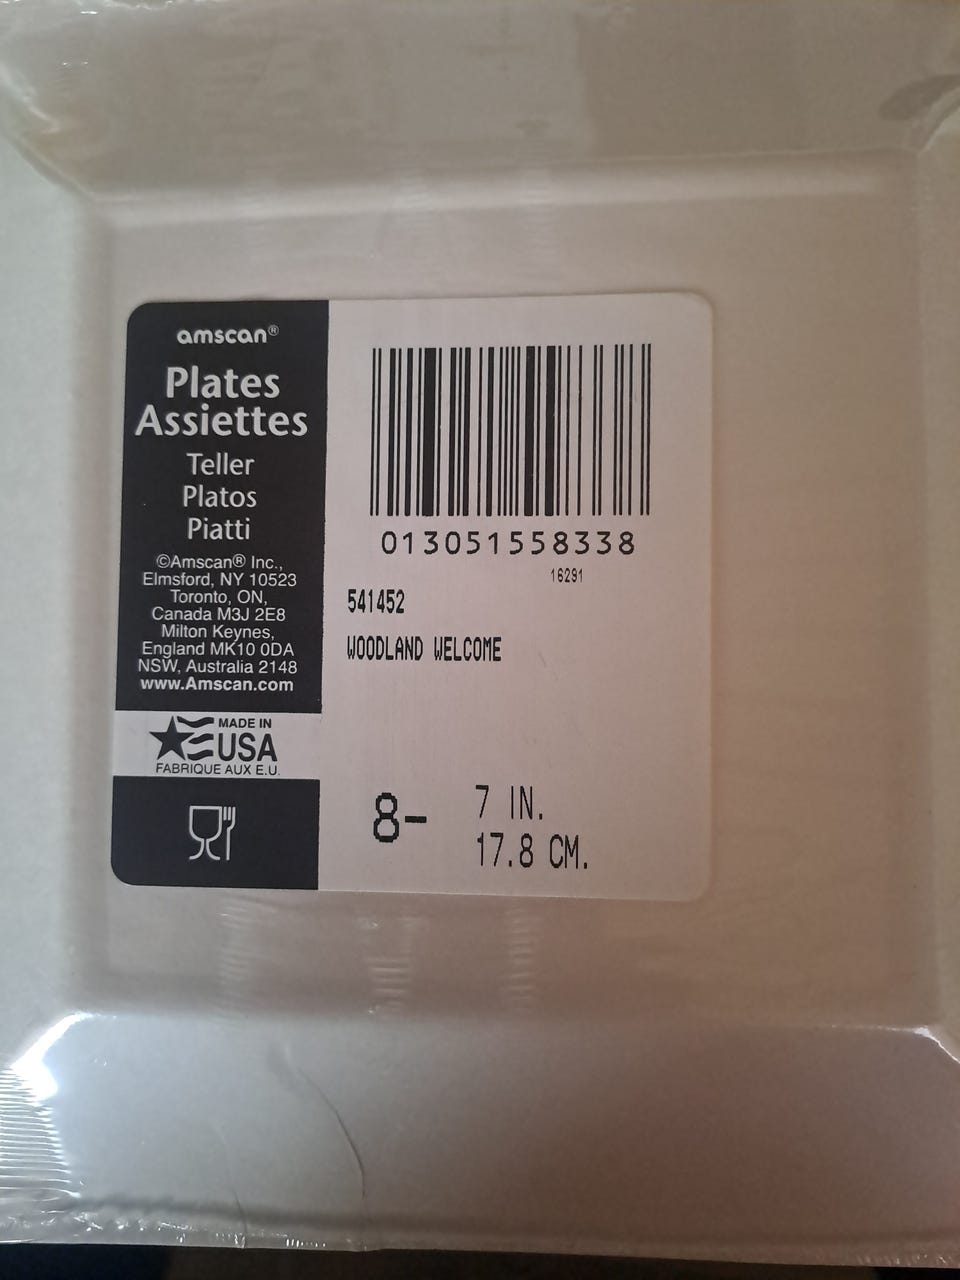 amscan®
Plates
Assiettes
Teller
Platos
Piatti
©Amscan® Inc.,
Elmsford, NY 10523
Toronto, ON,
Canada M3J 2E8
Milton Keynes,
England MK10 0DA
NSW, Australia 2148
www.Amscan.com
MADE IN
USA
FABRIQUE AUX E.U.
013051558338
16291
541452
WOODLAND WELCOME
8- 7 IN.
17.8 CM.